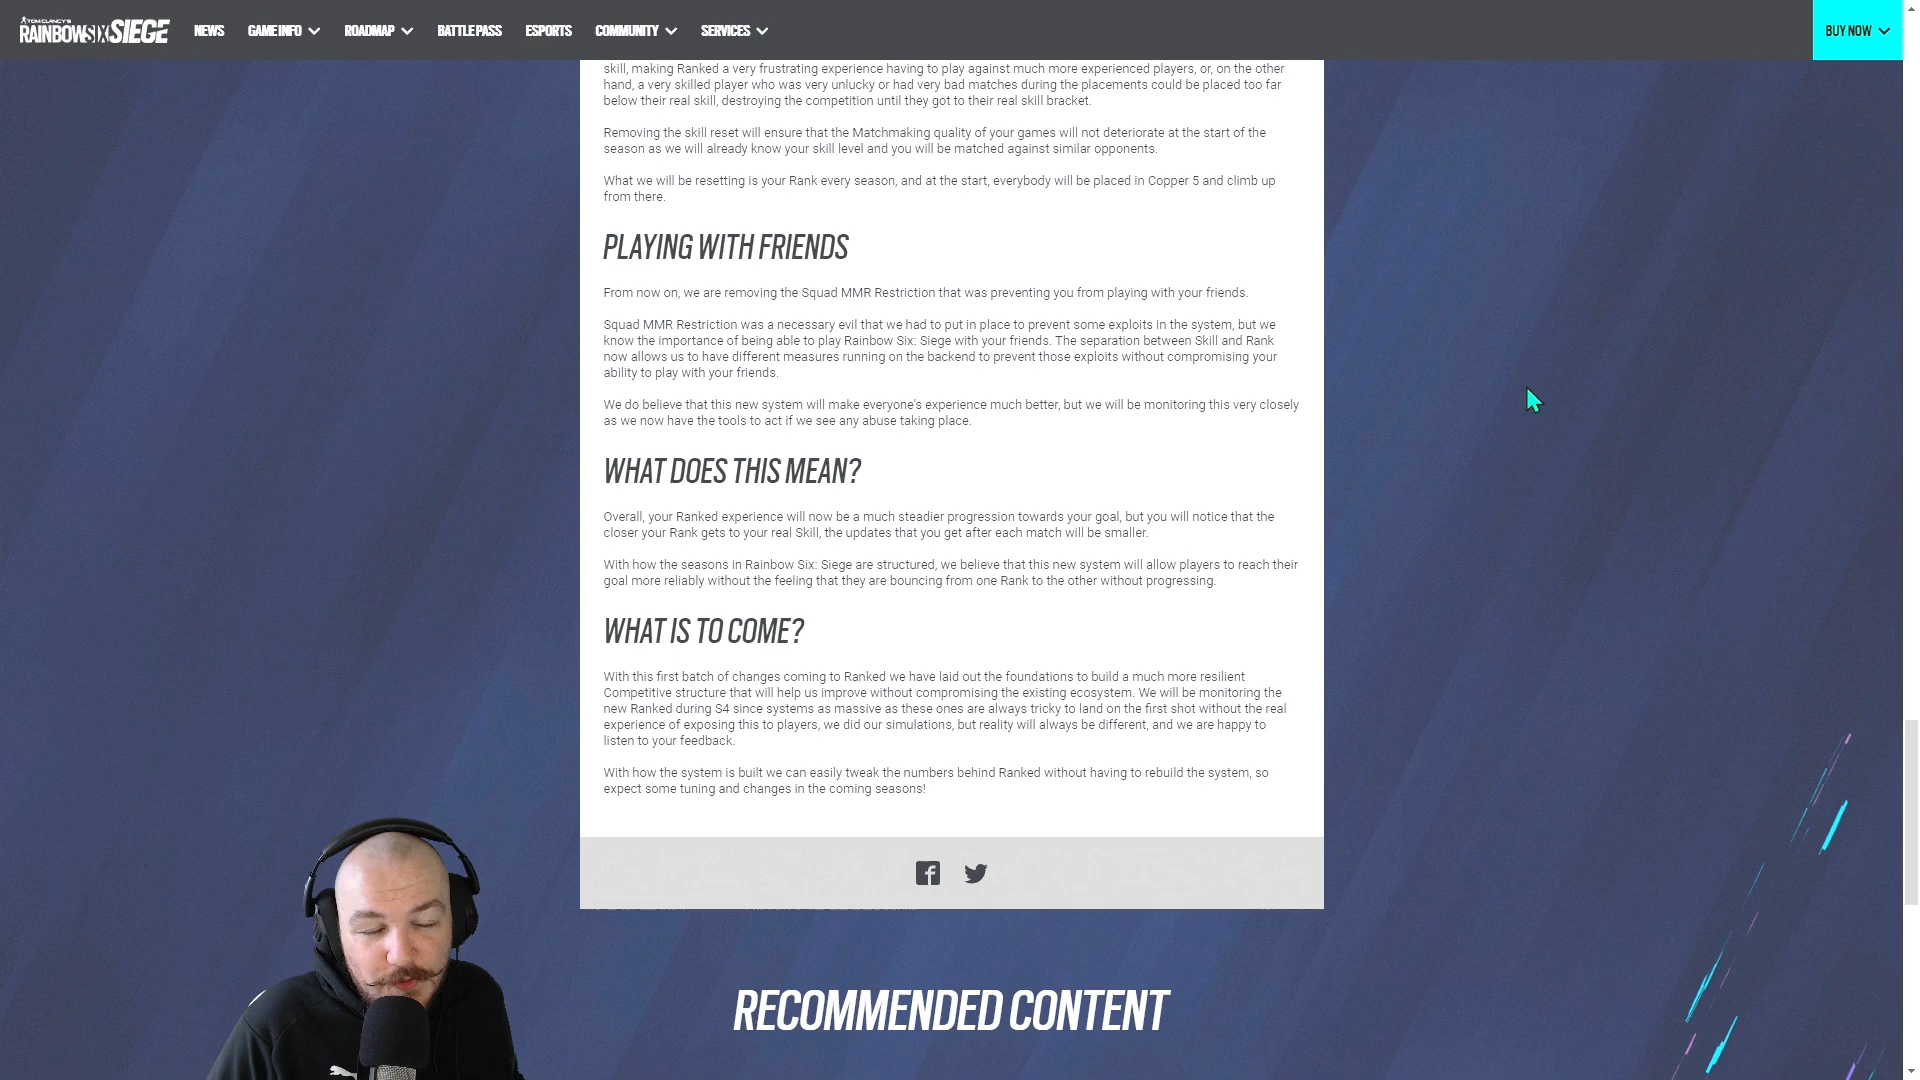 TOM CLANCY'S
RAINBOWSIX SIEGE
NEWS
GAME INFO
ROADMAP
BATTLE PASS
ESPORTS
COMMUNITY
SERVICES
BUY NOW
skill, making Ranked a very frustrating experience having to play against much more experienced players, or, on the other
hand, a very skilled player who was very unlucky or had very bad matches during the placements could be placed too far
below their real skill, destroying the competition until they got to their real skill bracket.
Removing the skill reset will ensure that the Matchmaking quality of your games will not deteriorate at the start of the
season as we will already know your skill level and you will be matched against similar opponents.
What we will be resetting is your Rank every season, and at the start, everybody will be placed in Copper 5 and climb up
from there.
PLAYING WITH FRIENDS
From now on, we are removing the Squad MMR Restriction that was preventing you from playing with your friends.
Squad MMR Restriction was a necessary evil that we had to put in place to prevent some exploits in the system, but we
know the importance of being able to play Rainbow Six: Siege with your friends. The separation between Skill and Rank
now allows us to have different measures running on the backend to prevent those exploits without compromising your
ability to play with your friends.
We do believe that this new system will make everyone's experience much better, but we will be monitoring this very closely
as we now have the tools to act if we see any abuse taking place.
WHAT DOES THIS MEAN?
Overall, your Ranked experience will now be a much steadier progression towards your goal, but you will notice that the
closer your Rank gets to your real Skill, the updates that you get after each match will be smaller.
With how the seasons in Rainbow Six: Siege are structured, we believe that this new system will allow players to reach their
goal more reliably without the feeling that they are bouncing from one Rank to the other without progressing.
WHAT IS TO COME?
With this first batch of changes coming to Ranked we have laid out the foundations to build a much more resilient
Competitive structure that will help us improve without compromising the existing ecosystem. We will be monitoring the
new Ranked during S4 since systems as massive as these ones are always tricky to land on the first shot without the real
experience of exposing this to players, we did our simulations, but reality will always be different, and we are happy to
listen to your feedback.
With how the system is built we can easily tweak the numbers behind Ranked without having to rebuild the system, so
expect some tuning and changes in the coming seasons!
RECOMMENDED CONTENT